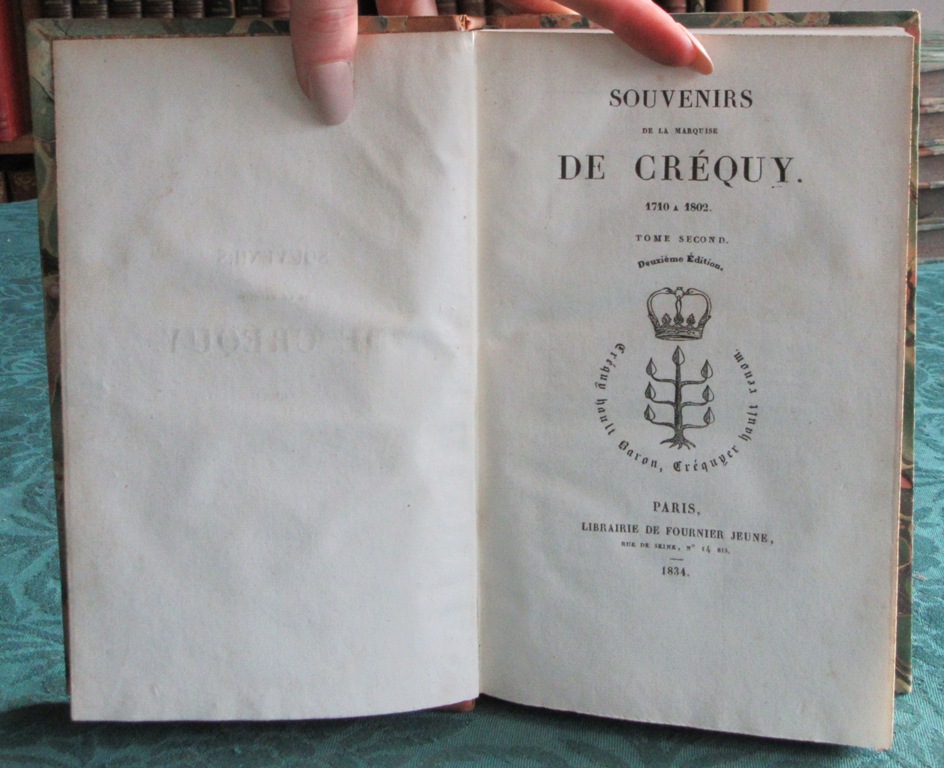 SOUVENIRS
DE LA MARQUISE
DE CRÉQUY.
1710 A 1802.
TOME SECOND.
Deuxième Édition.
Créquy hault Baron, Créquyer hault renom.
PARIS,
LIBRAIRIE DE FOURNIER JEUNE,
RUE DE SEINE, N° 14 BIS.
1834.